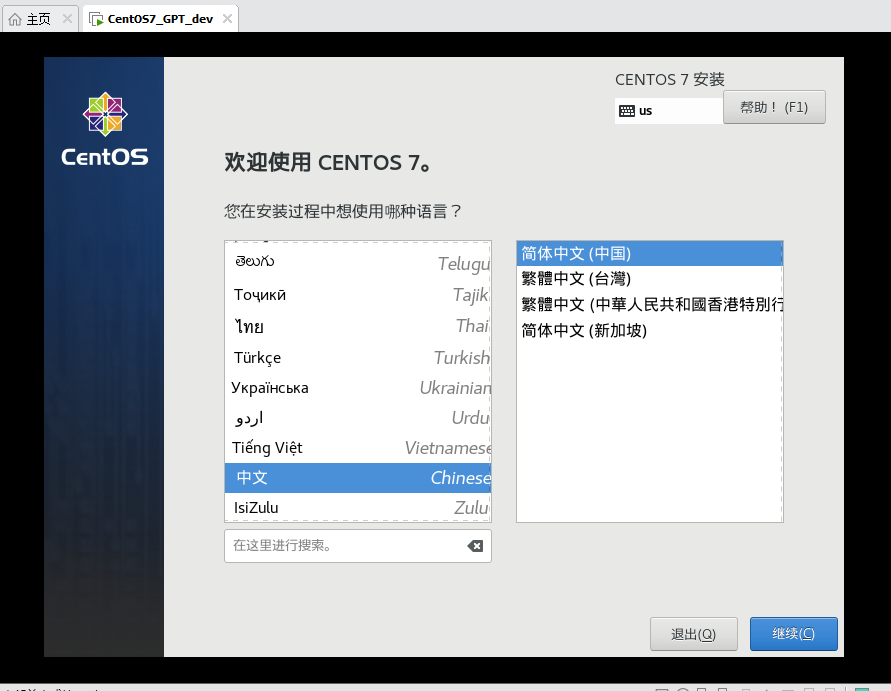 主页
CentOS7_GPT_dev
CentOS
CENTOS 7 安装
us
帮助！ (F1)
欢迎使用 CENTOS 7。
您在安装过程中想使用哪种语言？
తెలుగు Telugu
Тоҷикӣ Tajik
ไทย Thai
Türkçe Turkish
Українська Ukrainian
اردو Urdu
Tiếng Việt Vietnamese
中文 Chinese
IsiZulu Zulu
简体中文 (中国)
繁體中文 (台灣)
繁體中文 (中華人民共和國香港特別行
简体中文 (新加坡)
在这里进行搜索。
退出(Q)
继续(C)